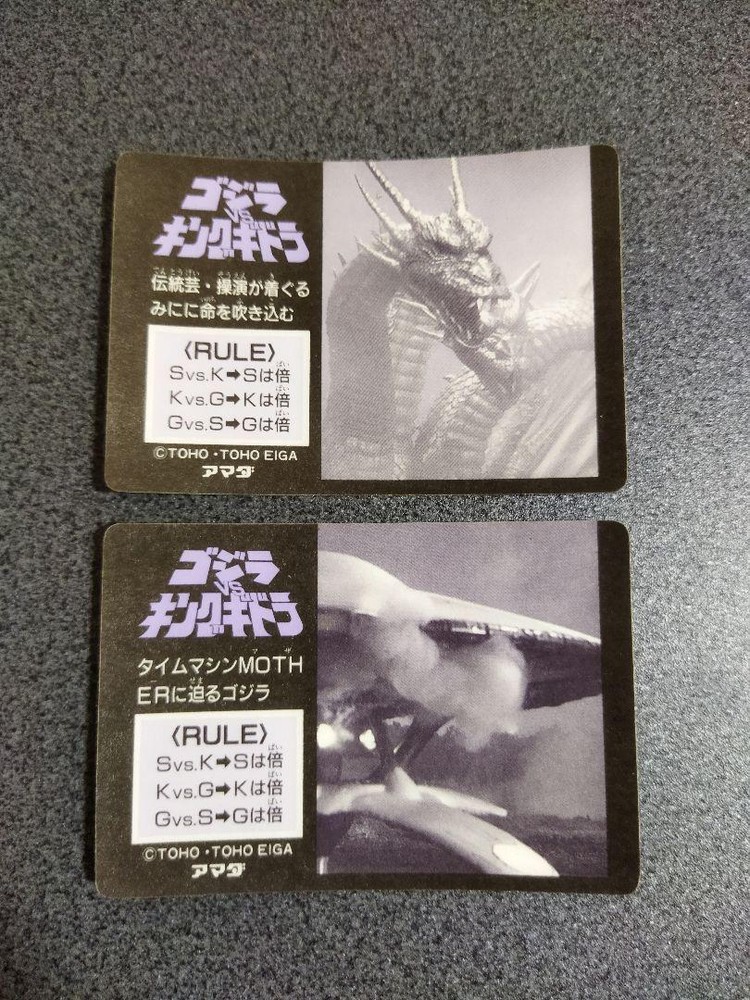 ゴジラ
VS
キングギドラ
伝統芸・操演が着ぐる
みにに命を吹き込む
〈RULE〉
Svs.K➡Sは倍
Kvs.G➡Kは倍
Gvs.S➡Gは倍
©TOHO・TOHO EIGA
アマダ
ゴジラ
VS
キングギドラ
タイムマシンMOTH
ERに迫るゴジラ
〈RULE〉
Svs.K➡Sは倍
Kvs.G➡Kは倍
Gvs.S➡Gは倍
©TOHO・TOHO EIGA
アマダ